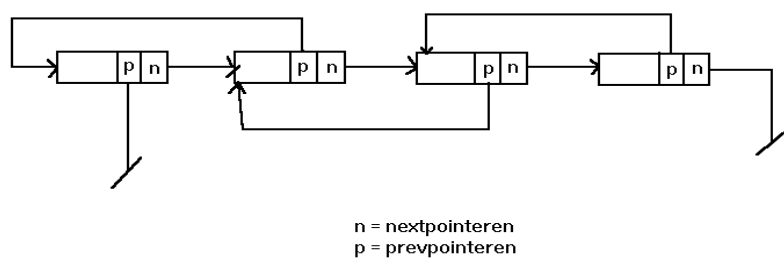 p n p n p n p n
n = nextpointeren
p = prevpointeren